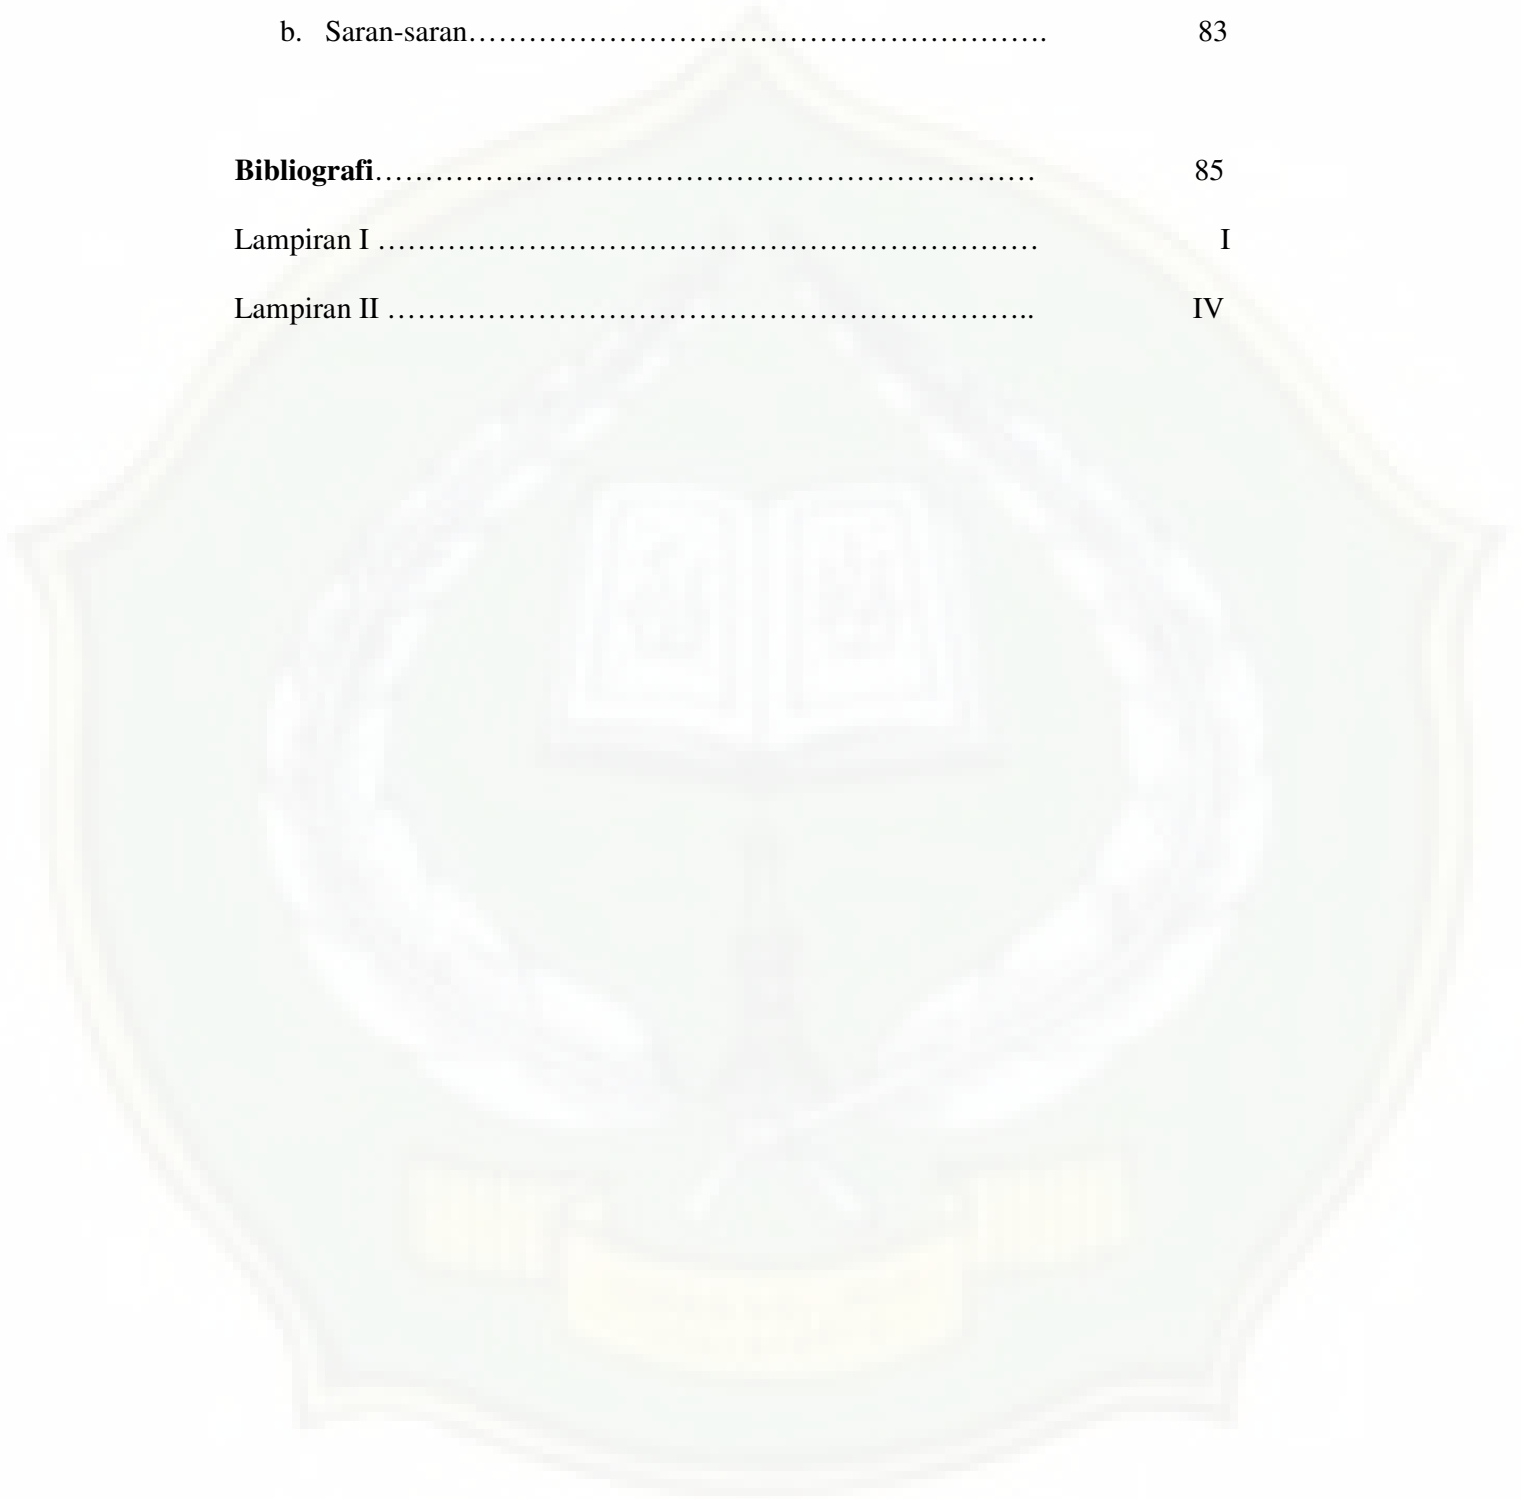 b. Saran-saran………………………………………………….. 83
Bibliografi………………………………………………………… 85
Lampiran I ………………………………………………………… I
Lampiran II ……………………………………………………….. IV